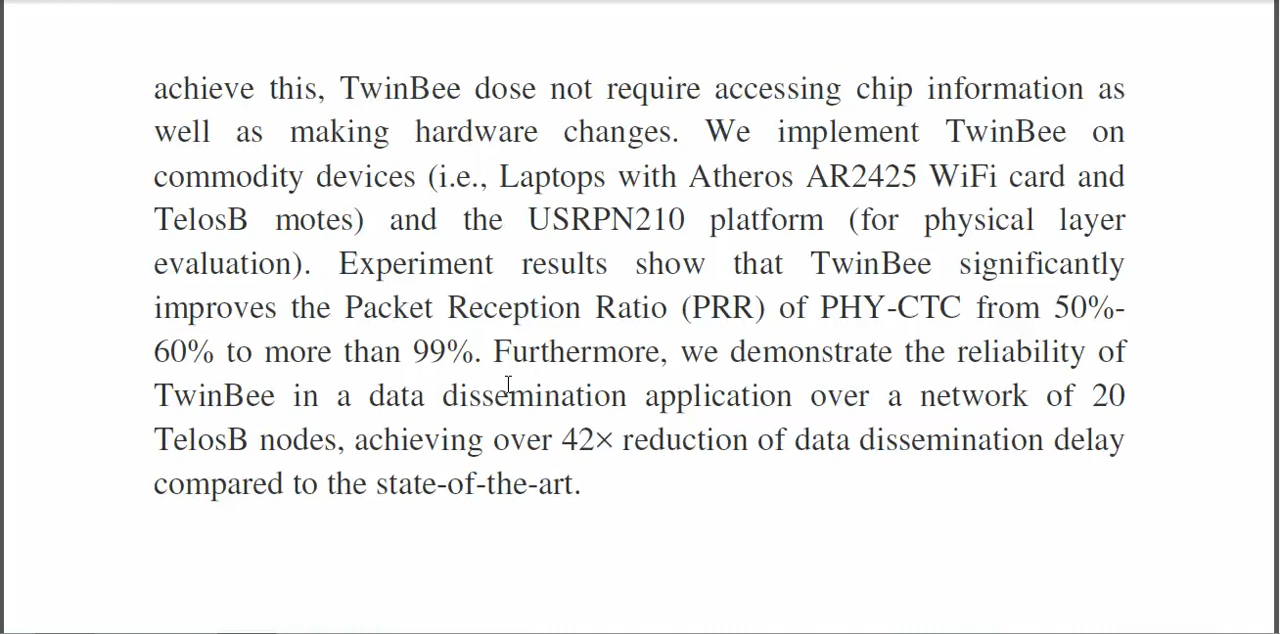 achieve this, TwinBee dose not require accessing chip information as
well as making hardware changes. We implement TwinBee on
commodity devices (i.e., Laptops with Atheros AR2425 WiFi card and
TelosB motes) and the USRPN210 platform (for physical layer
evaluation). Experiment results show that TwinBee significantly
improves the Packet Reception Ratio (PRR) of PHY-CTC from 50%-
60% to more than 99%. Furthermore, we demonstrate the reliability of
TwinBee in a data dissemination application over a network of 20
TelosB nodes, achieving over 42× reduction of data dissemination delay
compared to the state-of-the-art.